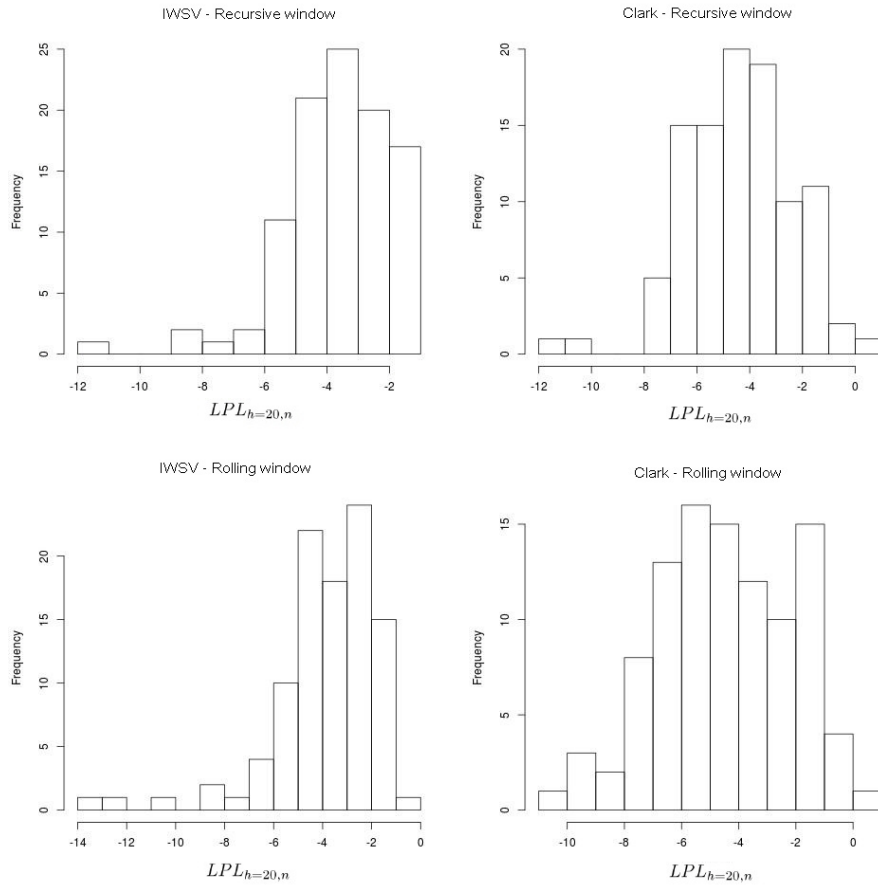 IWSV - Recursive window
Frequency
0 5 10 15 20 25
-12 -10 -8 -6 -4 -2
LPL_{h=20,n}
Clark - Recursive window
Frequency
0 5 10 15 20
-12 -10 -8 -6 -4 -2 0
LPL_{h=20,n}
IWSV - Rolling window
Frequency
0 5 10 15 20
-14 -12 -10 -8 -6 -4 -2 0
LPL_{h=20,n}
Clark - Rolling window
Frequency
0 5 10 15
-10 -8 -6 -4 -2 0
LPL_{h=20,n}